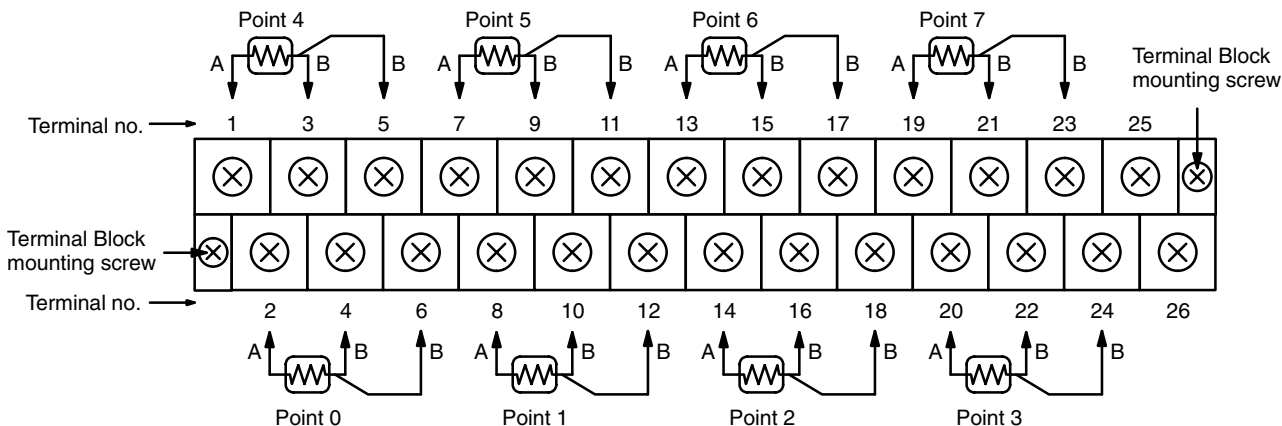 Point 4 Point 5 Point 6 Point 7
A B B A B B A B B A B B
Terminal Block
mounting screw
Terminal no. 1 3 5 7 9 11 13 15 17 19 21 23 25
Terminal Block
mounting screw
Terminal no. 2 4 6 8 10 12 14 16 18 20 22 24 26
A B B A B B A B B A B B
Point 0 Point 1 Point 2 Point 3